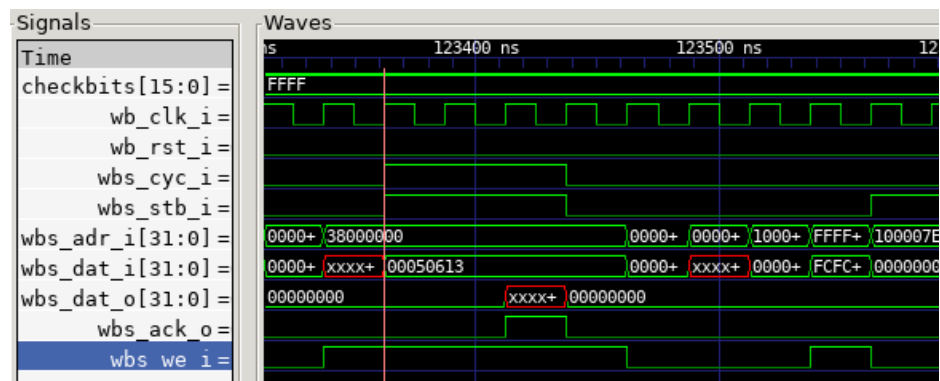 Signals
Waves
Time
ns 123400 ns 123500 ns 12
checkbits[15:0] = FFFF
wb_clk_i =
wb_rst_i =
wbs_cyc_i =
wbs_stb_i =
wbs_adr_i[31:0] = 0000+ 38000000 0000+ 0000+ 1000+ FFFF+ 100007E
wbs_dat_i[31:0] = 0000+ xxxx+ 00050613 0000+ xxxx+ 0000+ FCFC+ 0000000
wbs_dat_o[31:0] = 00000000 xxxx+ 00000000
wbs_ack_o =
wbs_we_i =